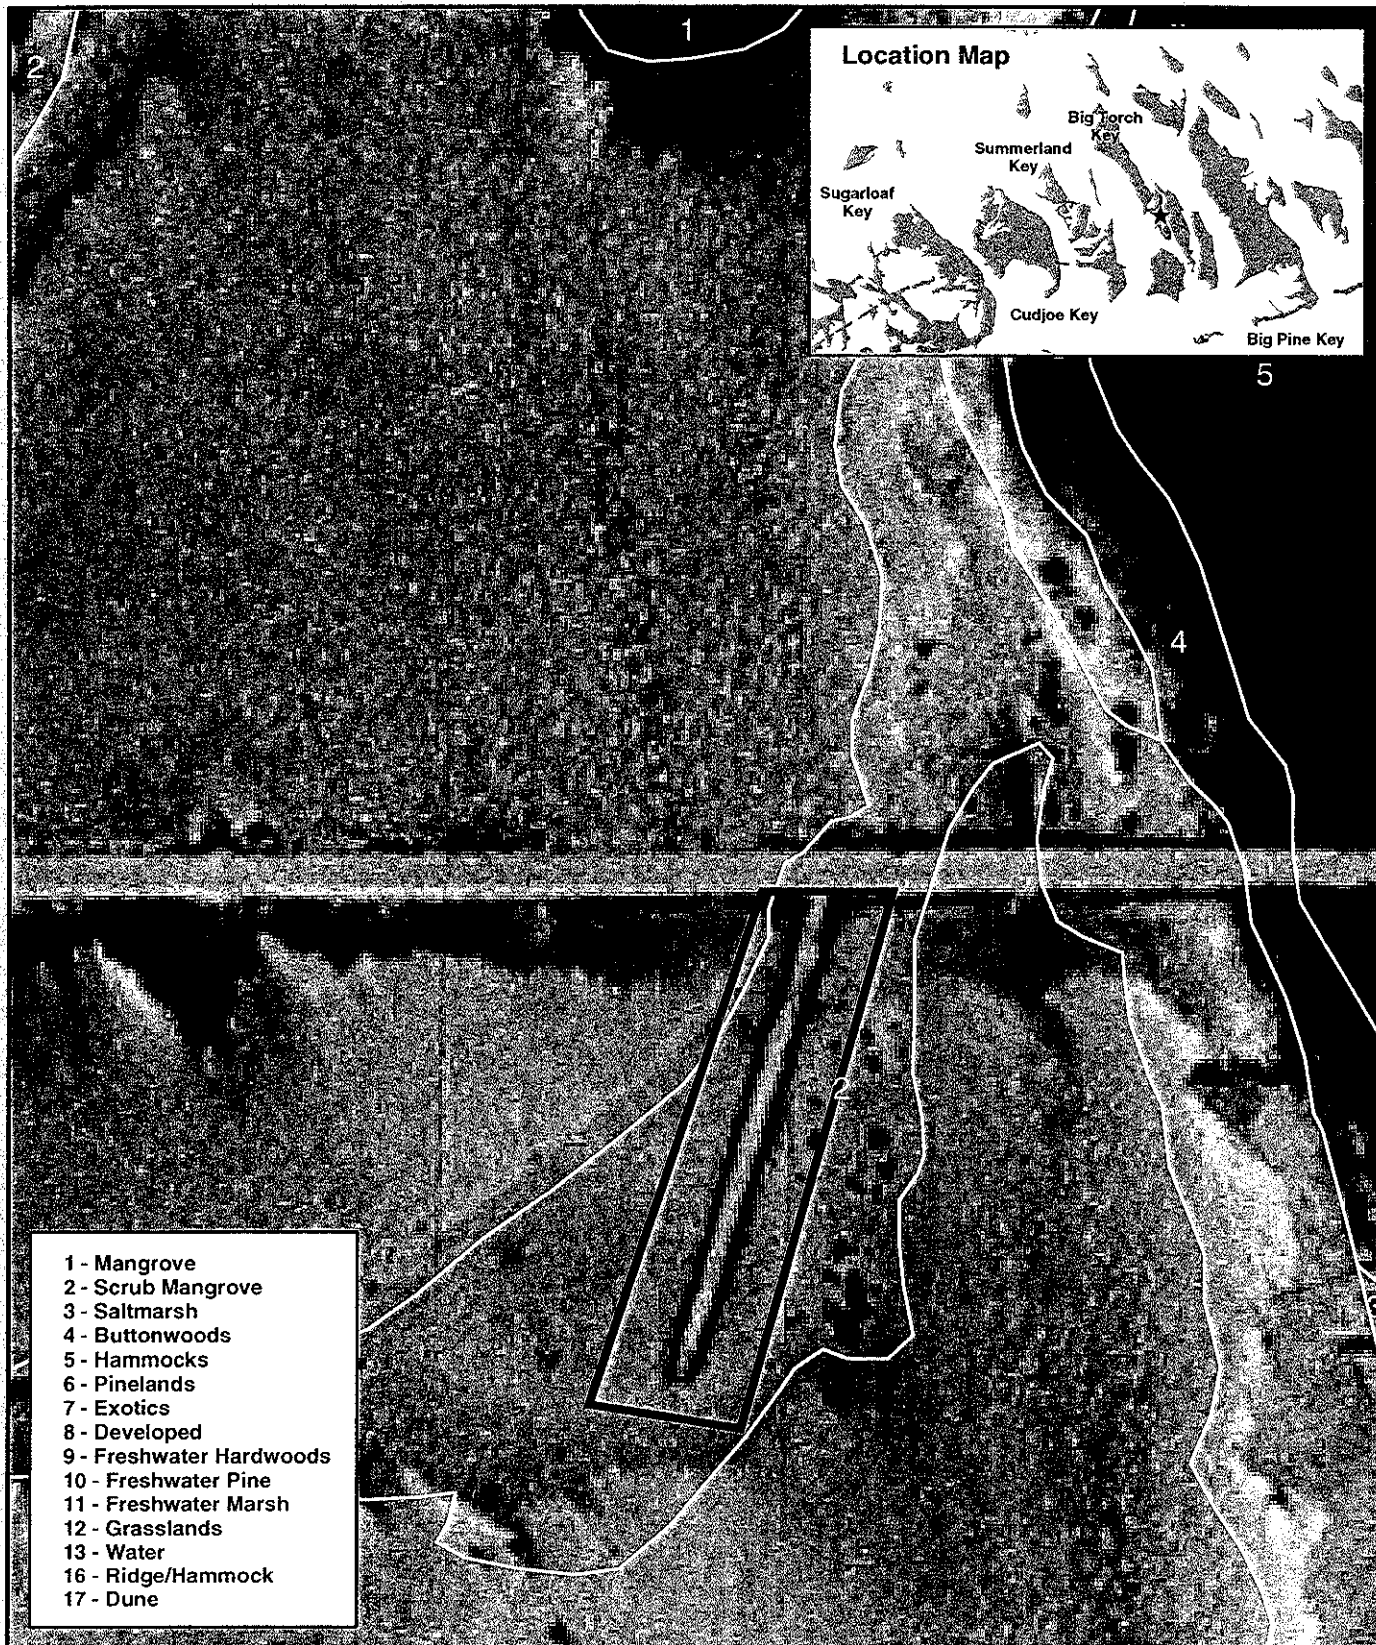 1
2
Location Map
Big Torch
Key
Summerland
Key
Sugarloaf
Key
Cudjoe Key
Big Pine Key
5
4
2
1 - Mangrove
2 - Scrub Mangrove
3 - Saltmarsh
4 - Buttonwoods
5 - Hammocks
6 - Pinelands
7 - Exotics
8 - Developed
9 - Freshwater Hardwoods
10 - Freshwater Pine
11 - Freshwater Marsh
12 - Grasslands
13 - Water
16 - Ridge/Hammock
17 - Dune